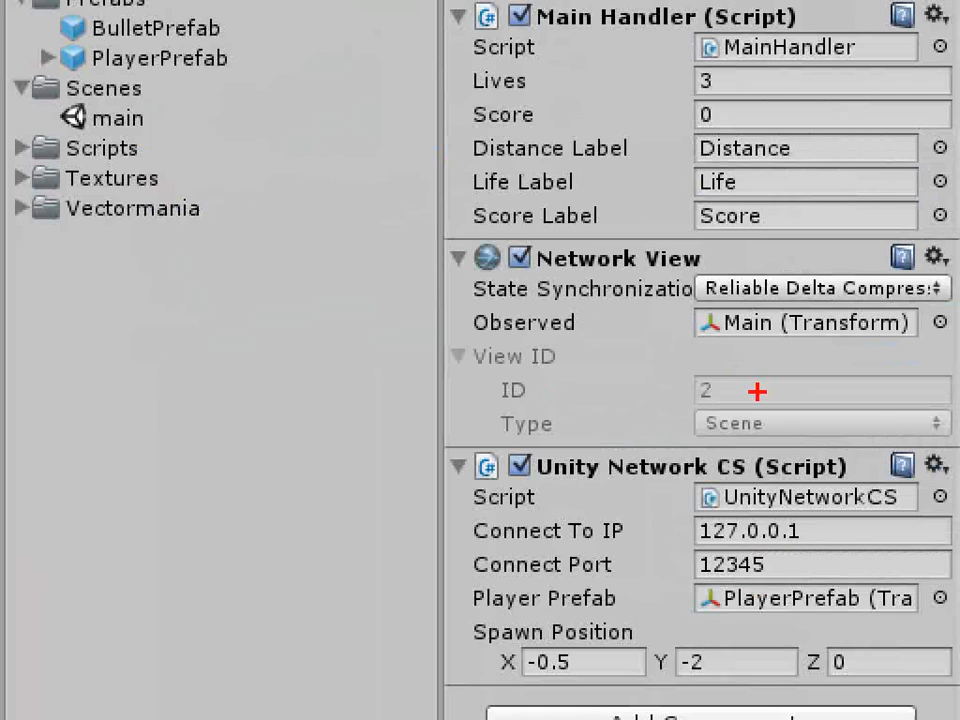 Prefabs
BulletPrefab
PlayerPrefab
Scenes
main
Scripts
Textures
Vectormania
Main Handler (Script)
Script MainHandler
Lives 3
Score 0
Distance Label Distance
Life Label Life
Score Label Score
Network View
State Synchronizatio Reliable Delta Compres:
Observed Main (Transform)
View ID
ID 2
Type Scene
Unity Network CS (Script)
Script UnityNetworkCS
Connect To IP 127.0.0.1
Connect Port 12345
Player Prefab PlayerPrefab (Tra
Spawn Position
X -0.5 Y -2 Z 0
Add Component